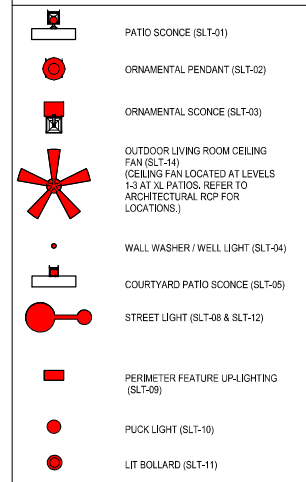 PATIO SCONCE (SLT-01)
ORNAMENTAL PENDANT (SLT-02)
ORNAMENTAL SCONCE (SLT-03)
OUTDOOR LIVING ROOM CEILING
FAN (SLT-14)
(CEILING FAN LOCATED AT LEVELS
1-3 AT XL PATIOS. REFER TO
ARCHITECTURAL RCP FOR
LOCATIONS.)
WALL WASHER / WELL LIGHT (SLT-04)
COURTYARD PATIO SCONCE (SLT-05)
STREET LIGHT (SLT-08 & SLT-12)
PERIMETER FEATURE UP-LIGHTING
(SLT-09)
PUCK LIGHT (SLT-10)
LIT BOLLARD (SLT-11)